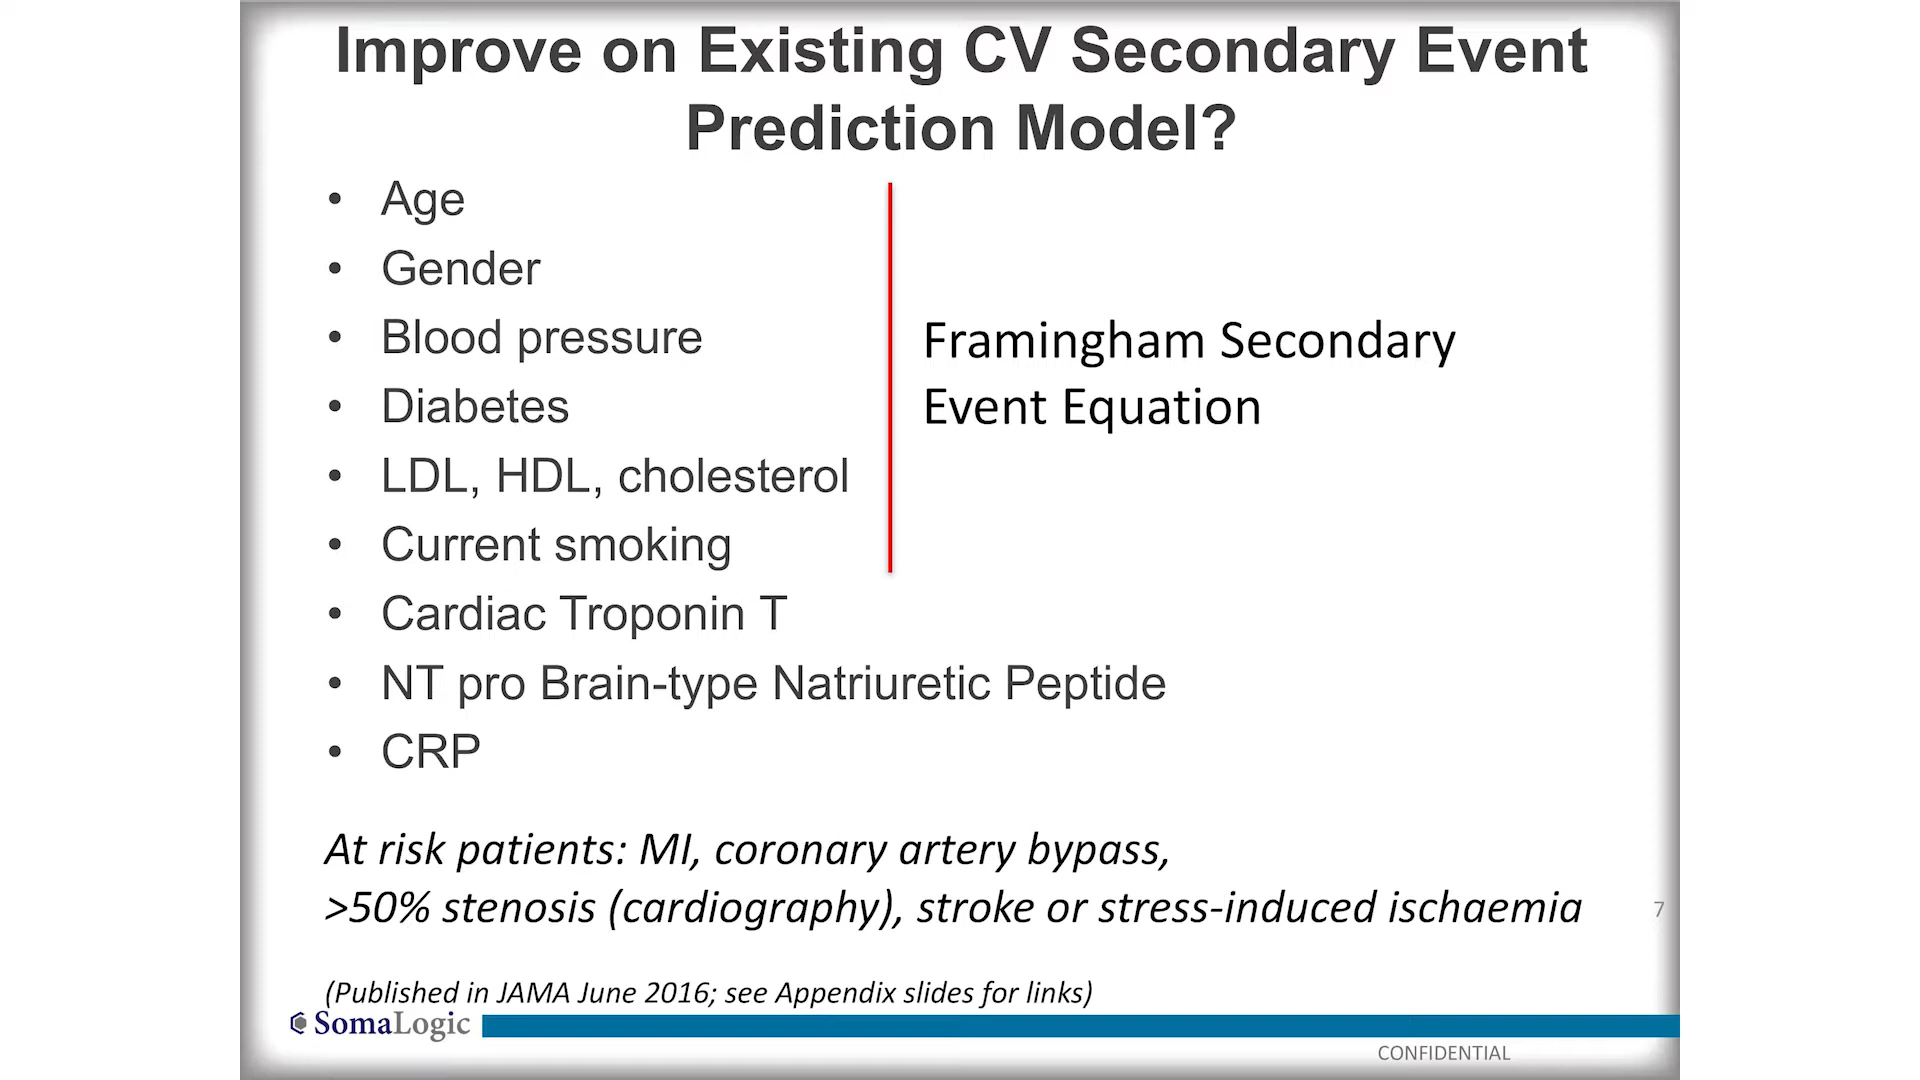 Improve on Existing CV Secondary Event
Prediction Model?
• Age
• Gender
• Blood pressure
• Diabetes
• LDL, HDL, cholesterol
• Current smoking
Framingham Secondary
Event Equation
• Cardiac Troponin T
• NT pro Brain-type Natriuretic Peptide
• CRP
At risk patients: MI, coronary artery bypass,
>50% stenosis (cardiography), stroke or stress-induced ischaemia
7
(Published in JAMA June 2016; see Appendix slides for links)
SomaLogic
CONFIDENTIAL